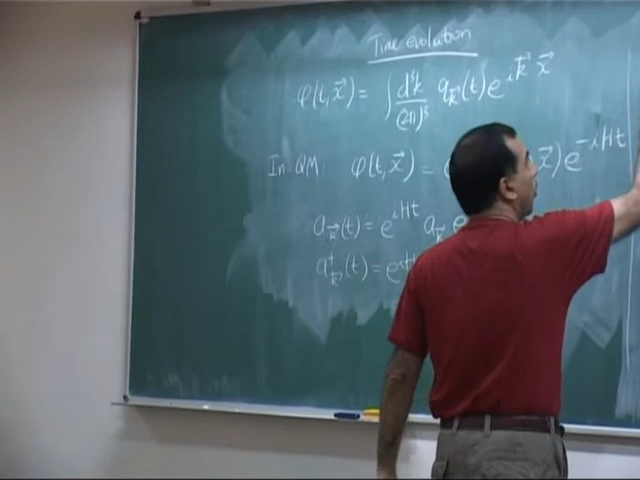 Time evolution
φ(t, x⃗) = ∫ d³k/(2π)³ q_k⃗(t) e^{i k⃗ x⃗}
In QM: φ(t, x⃗) = x⃗) e^{-iHt}
a_k⃗(t) = e^{iHt} a_k⃗ e
a†_k⃗(t) = e^{iH